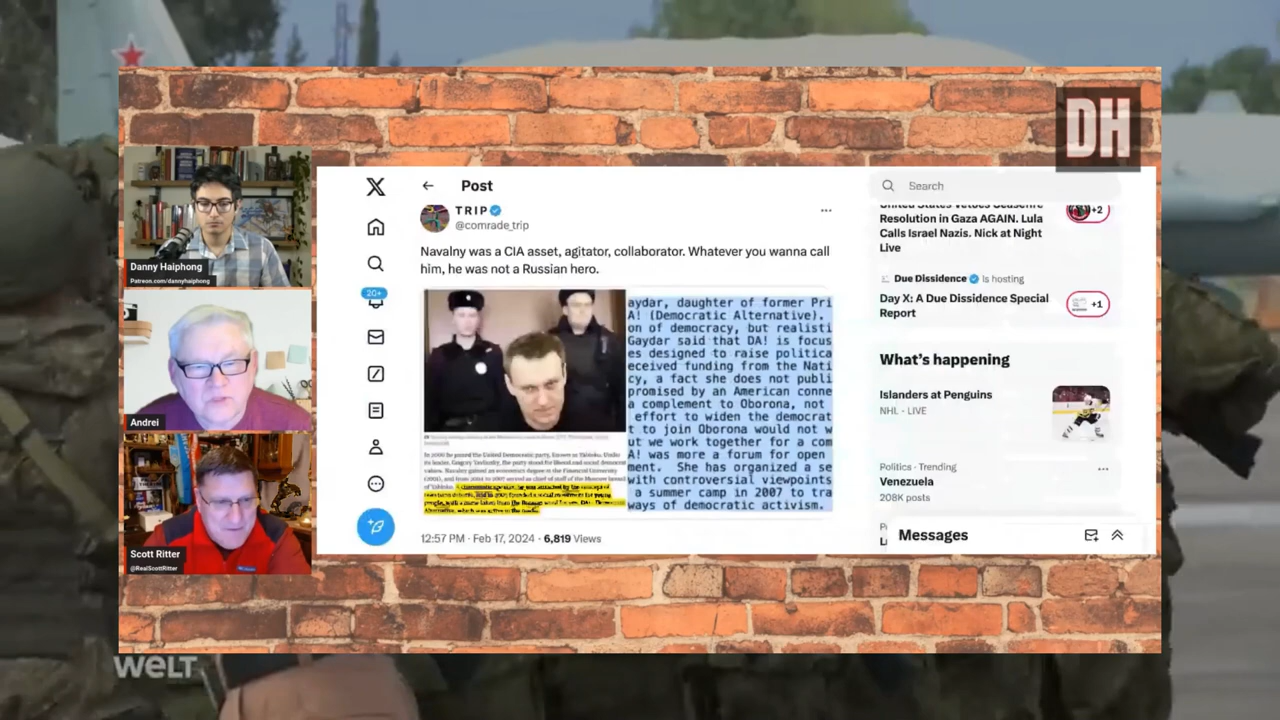 DH
Danny Haiphong
Patreon.com/dannyhaiphong
Andrei
Scott Ritter
@RealScottRitter
Post
TRIP
@comrade_trip
Navalny was a CIA asset, agitator, collaborator. Whatever you wanna call
him, he was not a Russian hero.
20+
aydar, daughter of former Pri
A! (Democratic Alternative).
on of democracy, but realisti
Gaydar said that DA! is focus
es designed to raise politica
eceived funding from the Nati
cy, a fact she does not publi
promised by an American conne
a complement to Oborona, not
effort to widen the democrat
t to join Oborona would not w
ut we work together for a com
A! was more a forum for open
ment. She has organized a se
with controversial viewpoints
a summer camp in 2007 to tra
ways of democratic activism.
12:57 PM · Feb 17, 2024 · 6,819 Views
Search
United States Vetoes Ceasefire
Resolution in Gaza AGAIN. Lula
Calls Israel Nazis. Nick at Night
Live
+2
Due Dissidence Is hosting
Day X: A Due Dissidence Special
Report
+1
What's happening
Islanders at Penguins
NHL · LIVE
Politics · Trending
Venezuela
208K posts
Messages
WELT